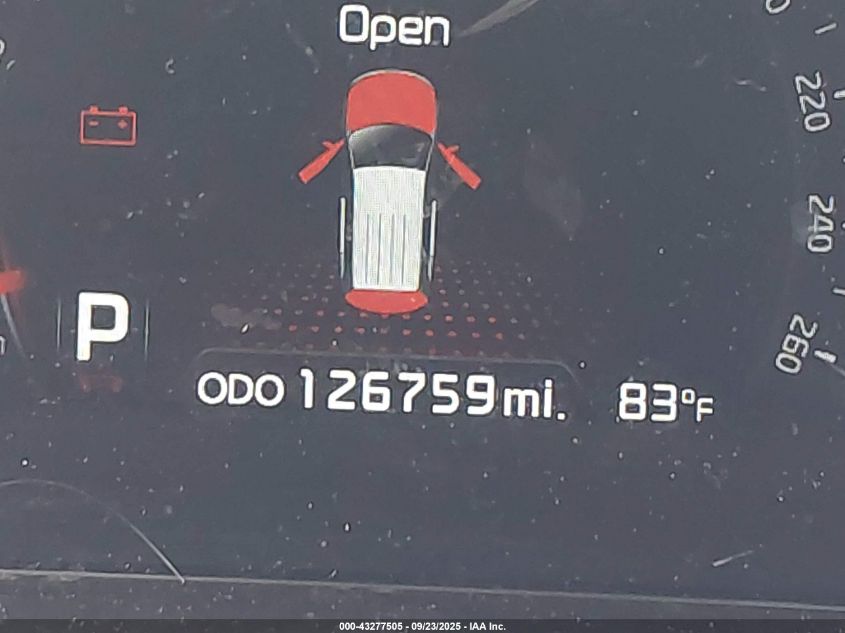 Open
220
240
260
P
ODO 126759 mi. 83°F
000-43277505 - 09/23/2025 - IAA Inc.